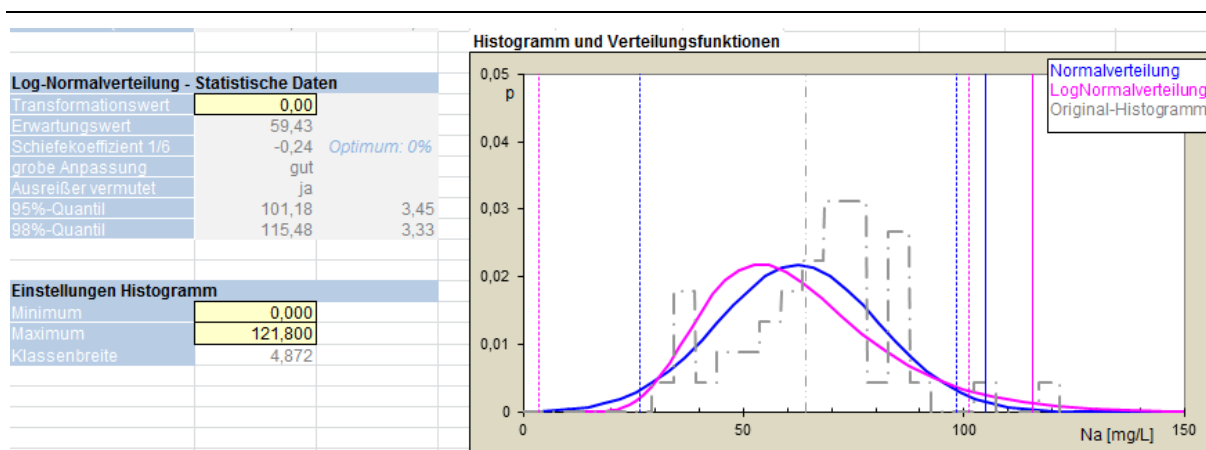 Histogramm und Verteilungsfunktionen
Log-Normalverteilung - Statistische Daten
Transformationswert 0,00
Erwartungswert 59,43
Schiefekoeffizient 1/6 -0,24 Optimum: 0%
grobe Anpassung gut
Ausreißer vermutet ja
95%-Quantil 101,18 3,45
98%-Quantil 115,48 3,33
Einstellungen Histogramm
Minimum 0,000
Maximum 121,800
Klassenbreite 4,872
Normalverteilung
LogNormalverteilung
Original-Histogramm
0,05
p
0,04
0,03
0,02
0,01
0
0 50 100 150
Na [mg/L]